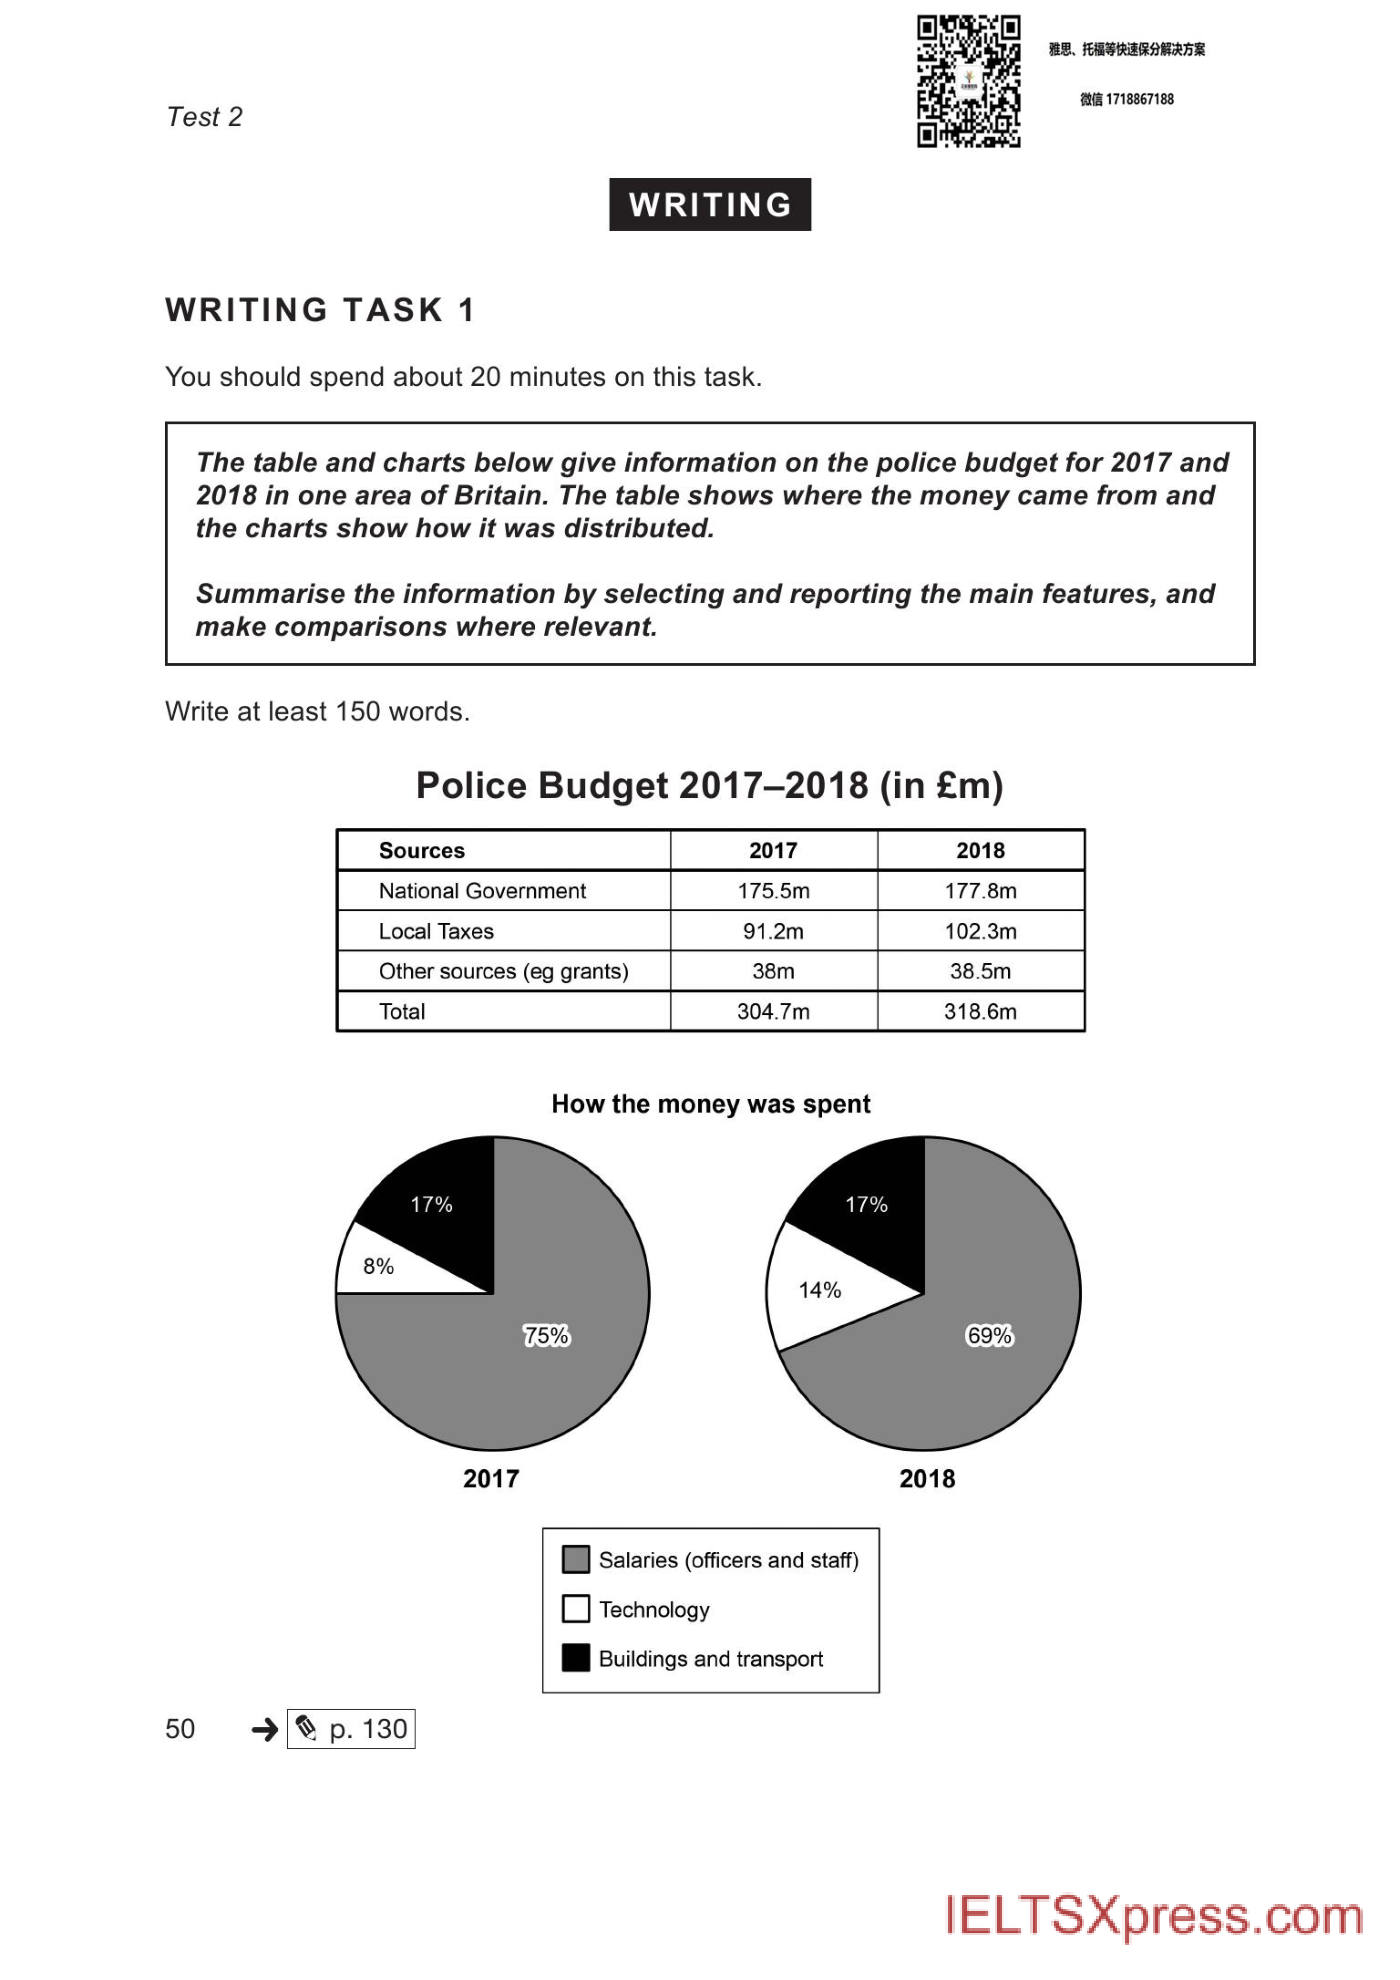 雅思、托福等快速保分解决方案
微信 1718867188
Test 2
WRITING
WRITING TASK 1
You should spend about 20 minutes on this task.
The table and charts below give information on the police budget for 2017 and
2018 in one area of Britain. The table shows where the money came from and
the charts show how it was distributed.
Summarise the information by selecting and reporting the main features, and
make comparisons where relevant.
Write at least 150 words.
Police Budget 2017–2018 (in £m)
Sources 2017 2018
National Government 175.5m 177.8m
Local Taxes 91.2m 102.3m
Other sources (eg grants) 38m 38.5m
Total 304.7m 318.6m
How the money was spent
17%
8%
75%
2017
17%
14%
69%
2018
Salaries (officers and staff)
Technology
Buildings and transport
50 p. 130
IELTSXpress.com